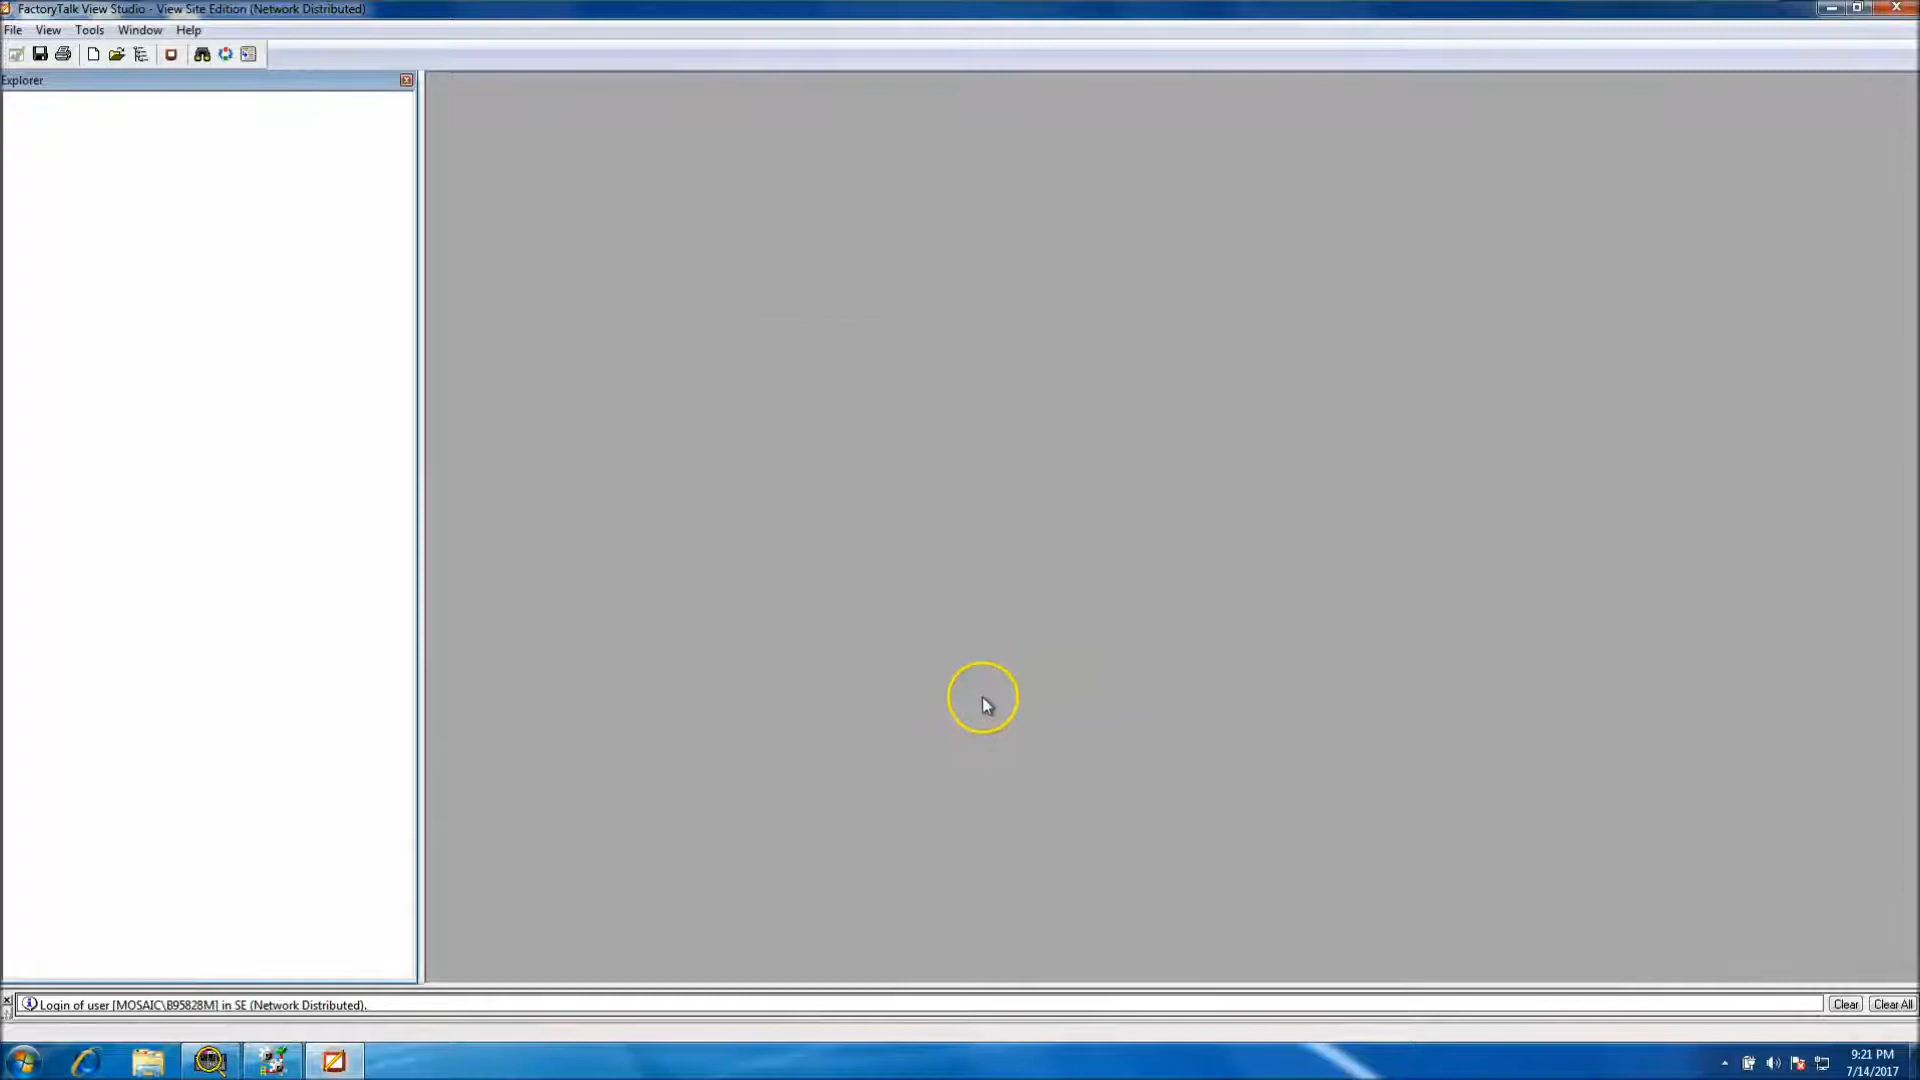 FactoryTalk View Studio - View Site Edition (Network Distributed)
File View Tools Window Help
Explorer
Login of user [MOSAIC\B95828M] in SE (Network Distributed).
Clear Clear All
9:21 PM
7/14/2017